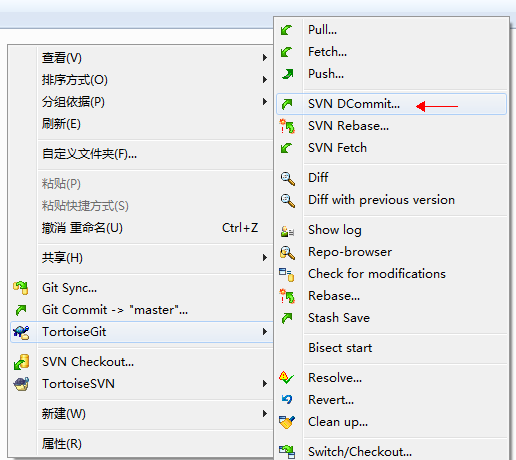 查看(V)
排序方式(O)
分组依据(P)
刷新(E)
自定义文件夹(F)...
粘贴(P)
粘贴快捷方式(S)
撤消 重命名(U) Ctrl+Z
共享(H)
Git Sync...
Git Commit -> "master"...
TortoiseGit
SVN Checkout...
TortoiseSVN
新建(W)
属性(R)
Pull...
Fetch...
Push...
SVN DCommit...
SVN Rebase...
SVN Fetch
Diff
Diff with previous version
Show log
Repo-browser
Check for modifications
Rebase...
Stash Save
Bisect start
Resolve...
Revert...
Clean up...
Switch/Checkout...